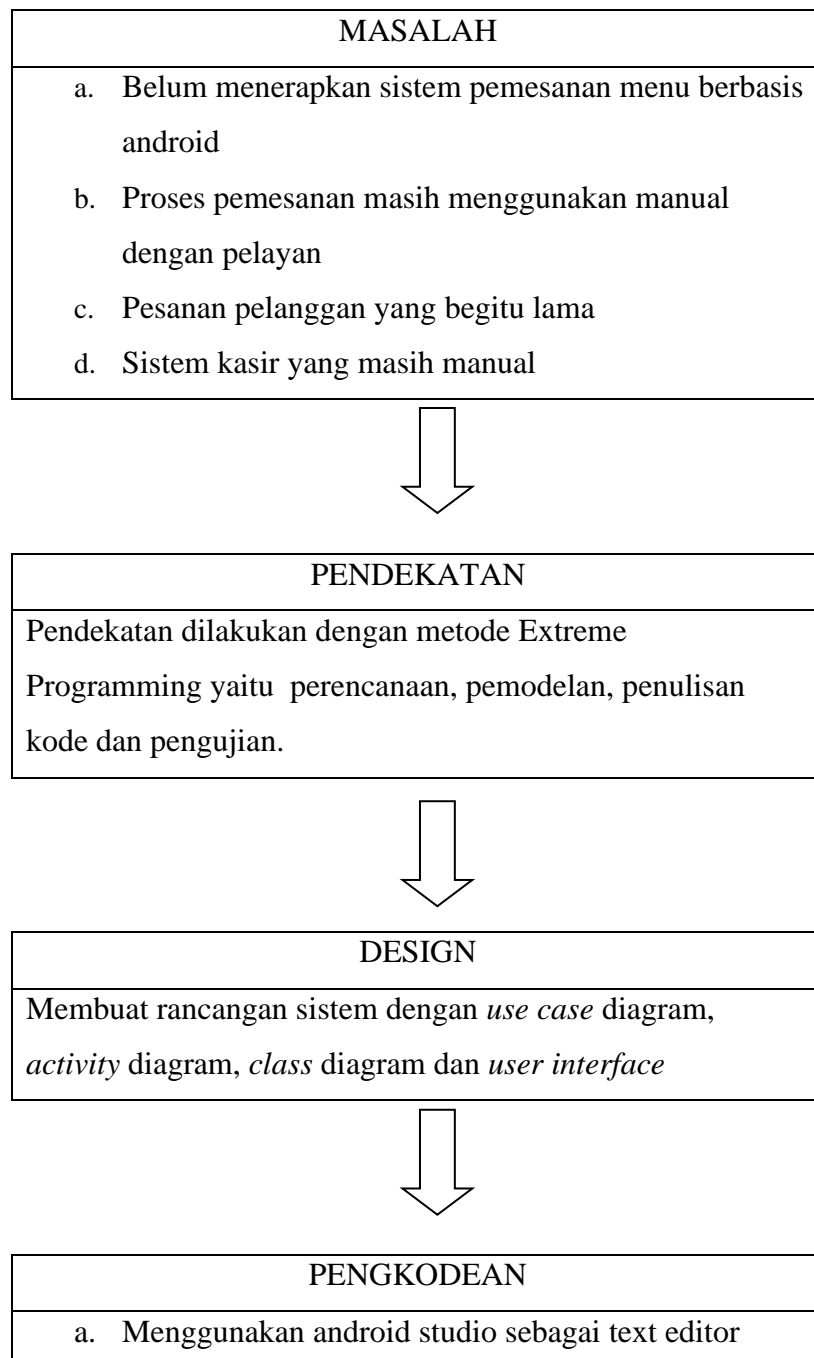 MASALAH
a. Belum menerapkan sistem pemesanan menu berbasis
android
b. Proses pemesanan masih menggunakan manual
dengan pelayan
c. Pesanan pelanggan yang begitu lama
d. Sistem kasir yang masih manual
PENDEKATAN
Pendekatan dilakukan dengan metode Extreme
Programming yaitu perencanaan, pemodelan, penulisan
kode dan pengujian.
DESIGN
Membuat rancangan sistem dengan use case diagram,
activity diagram, class diagram dan user interface
PENGKODEAN
a. Menggunakan android studio sebagai text editor